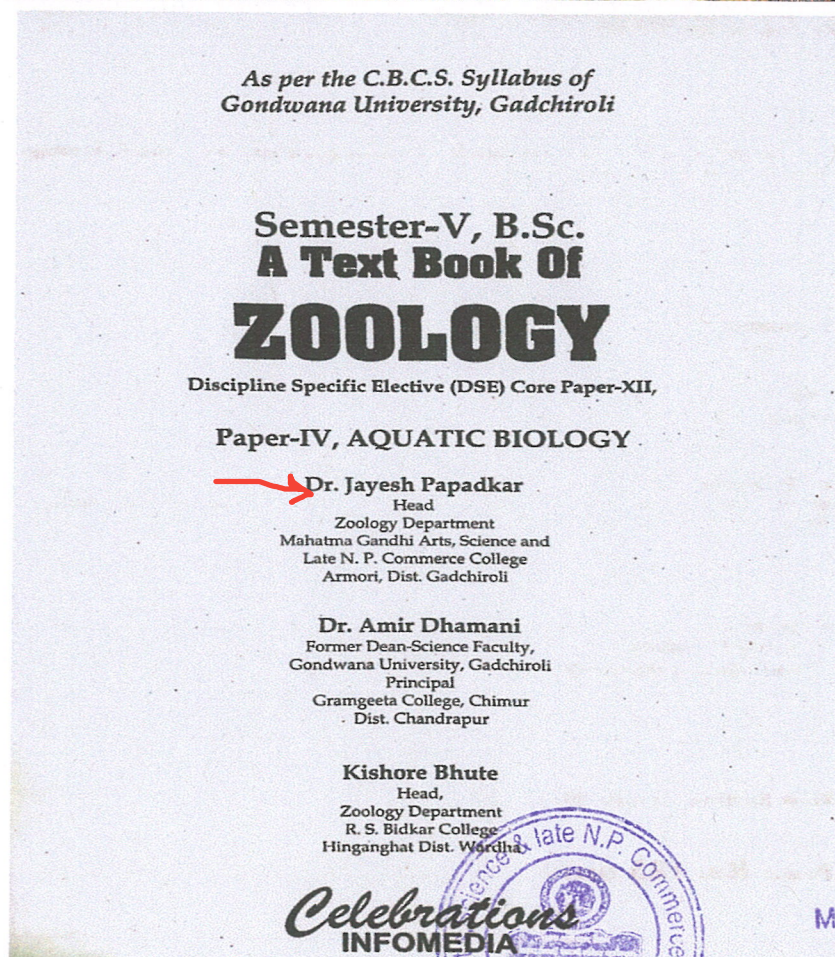 As per the C.B.C.S. Syllabus of
Gondwana University, Gadchiroli
Semester-V, B.Sc.
A Text Book Of
ZOOLOGY
Discipline Specific Elective (DSE) Core Paper-XII,
Paper-IV, AQUATIC BIOLOGY
Dr. Jayesh Papadkar
Head
Zoology Department
Mahatma Gandhi Arts, Science and
Late N. P. Commerce College
Armori, Dist. Gadchiroli
Dr. Amir Dhamani
Former Dean-Science Faculty,
Gondwana University, Gadchiroli
Principal
Gramgeeta College, Chimur
Dist. Chandrapur
Kishore Bhute
Head,
Zoology Department
R. S. Bidkar College
Hinganghat Dist. Wardha
ience & late N.P. Commerce
Celebrations
INFOMEDIA
M